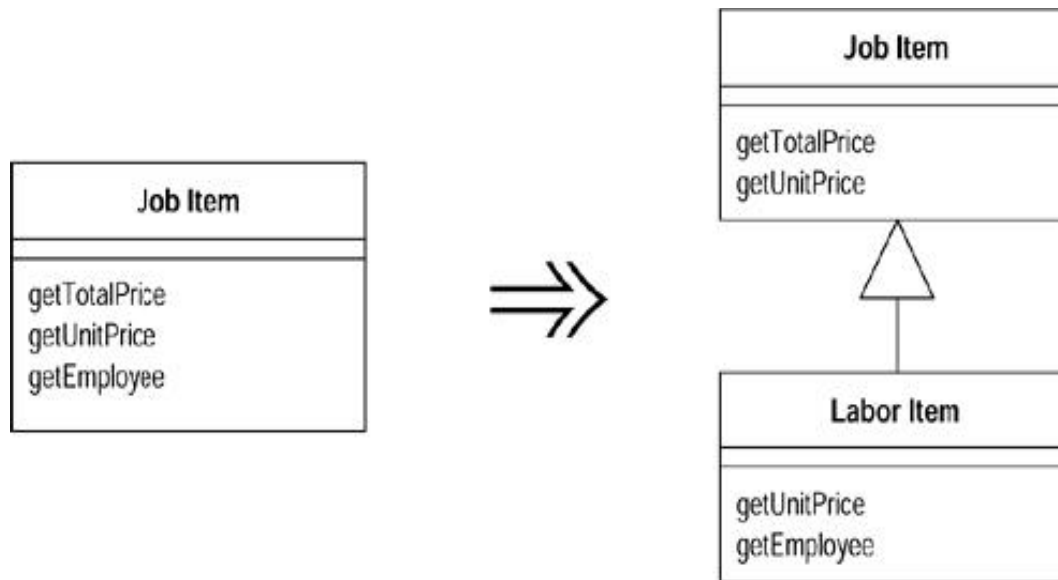 Job Item
getTotalPrice
getUnitPrice
getEmployee
Job Item
getTotalPrice
getUnitPrice
Labor Item
getUnitPrice
getEmployee